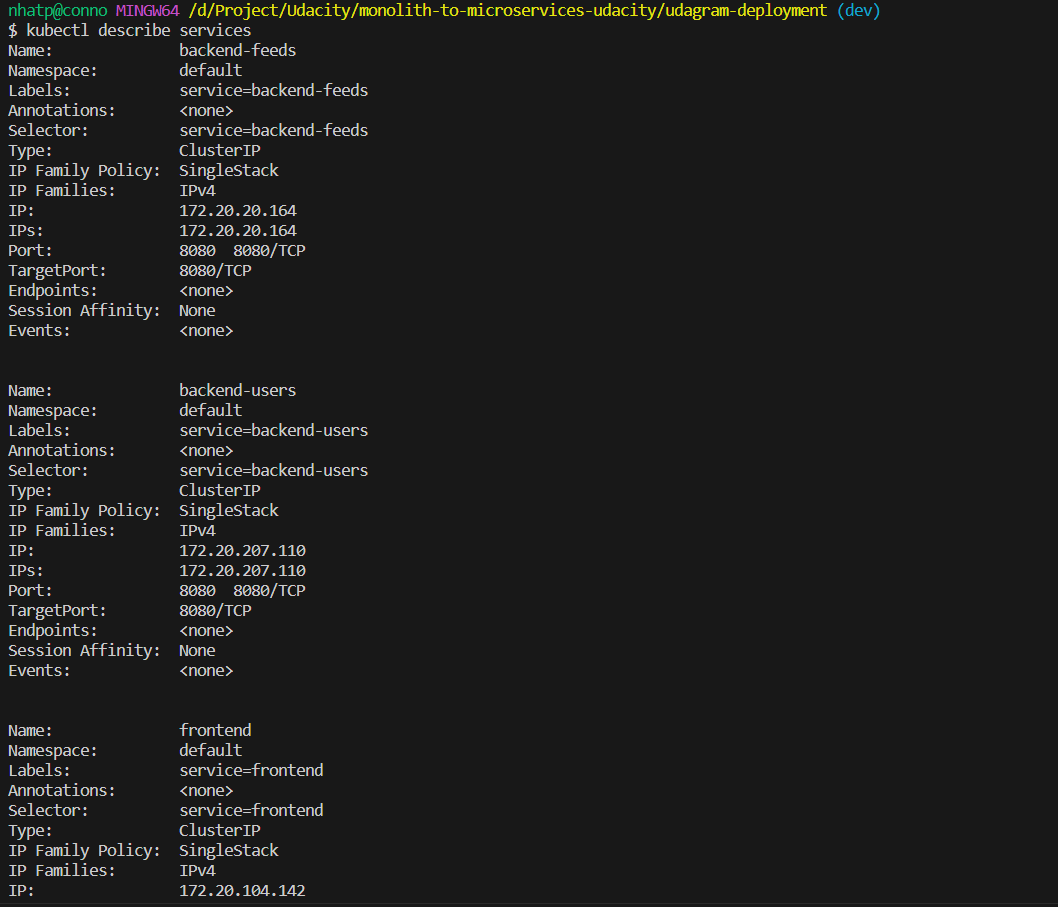 nhatp@conno MINGW64 /d/Project/Udacity/monolith-to-microservices-udacity/udagram-deployment (dev)
$ kubectl describe services
Name:              backend-feeds
Namespace:         default
Labels:            service=backend-feeds
Annotations:       <none>
Selector:          service=backend-feeds
Type:              ClusterIP
IP Family Policy:  SingleStack
IP Families:       IPv4
IP:                172.20.20.164
IPs:               172.20.20.164
Port:              8080  8080/TCP
TargetPort:        8080/TCP
Endpoints:         <none>
Session Affinity:  None
Events:            <none>
Name:              backend-users
Namespace:         default
Labels:            service=backend-users
Annotations:       <none>
Selector:          service=backend-users
Type:              ClusterIP
IP Family Policy:  SingleStack
IP Families:       IPv4
IP:                172.20.207.110
IPs:               172.20.207.110
Port:              8080  8080/TCP
TargetPort:        8080/TCP
Endpoints:         <none>
Session Affinity:  None
Events:            <none>
Name:              frontend
Namespace:         default
Labels:            service=frontend
Annotations:       <none>
Selector:          service=frontend
Type:              ClusterIP
IP Family Policy:  SingleStack
IP Families:       IPv4
IP:                172.20.104.142